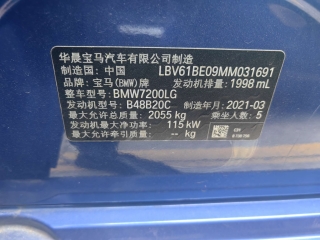 华晨宝马汽车有限公司制造
制造国：中国 LBV61BE09MM031691
品牌：宝马(BMW)牌 发动机排量：1998 mL
整车型号：BMW7200LG
发动机型号：B48B20C 制造年月：2021-03
最大允许总质量：2055 kg 乘坐人数：5
发动机最大净功率：115 kW
最大允许牵引质量：-- kg